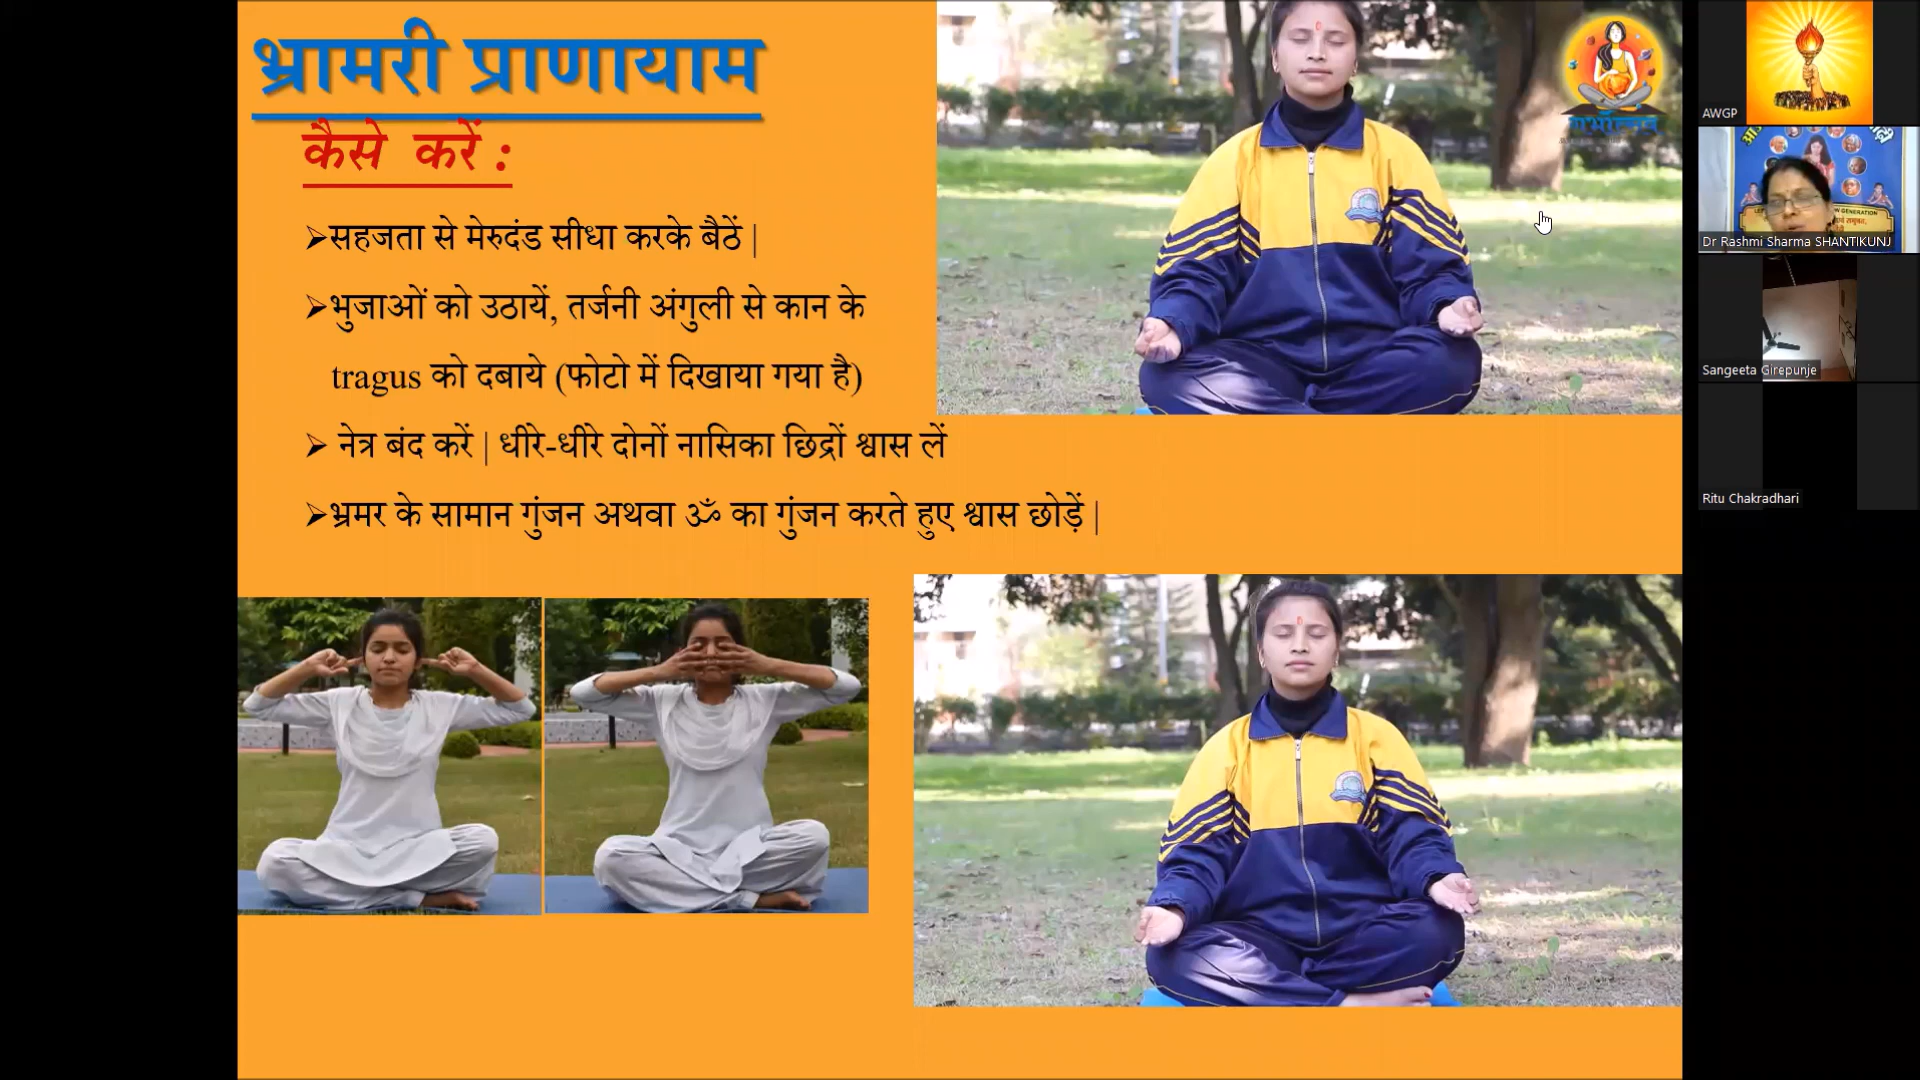 भ्रामरी प्राणायाम
कैसे करें :
➢सहजता से मेरुदंड सीधा करके बैठें |
➢भुजाओं को उठायें, तर्जनी अंगुली से कान के
tragus को दबाये (फोटो में दिखाया गया है)
➢ नेत्र बंद करें | धीरे-धीरे दोनों नासिका छिद्रों श्वास लें
➢भ्रमर के सामान गुंजन अथवा ॐ का गुंजन करते हुए श्वास छोड़ें |
AWGP
Dr Rashmi Sharma SHANTIKUNJ
Sangeeta Girepunje
Ritu Chakradhari